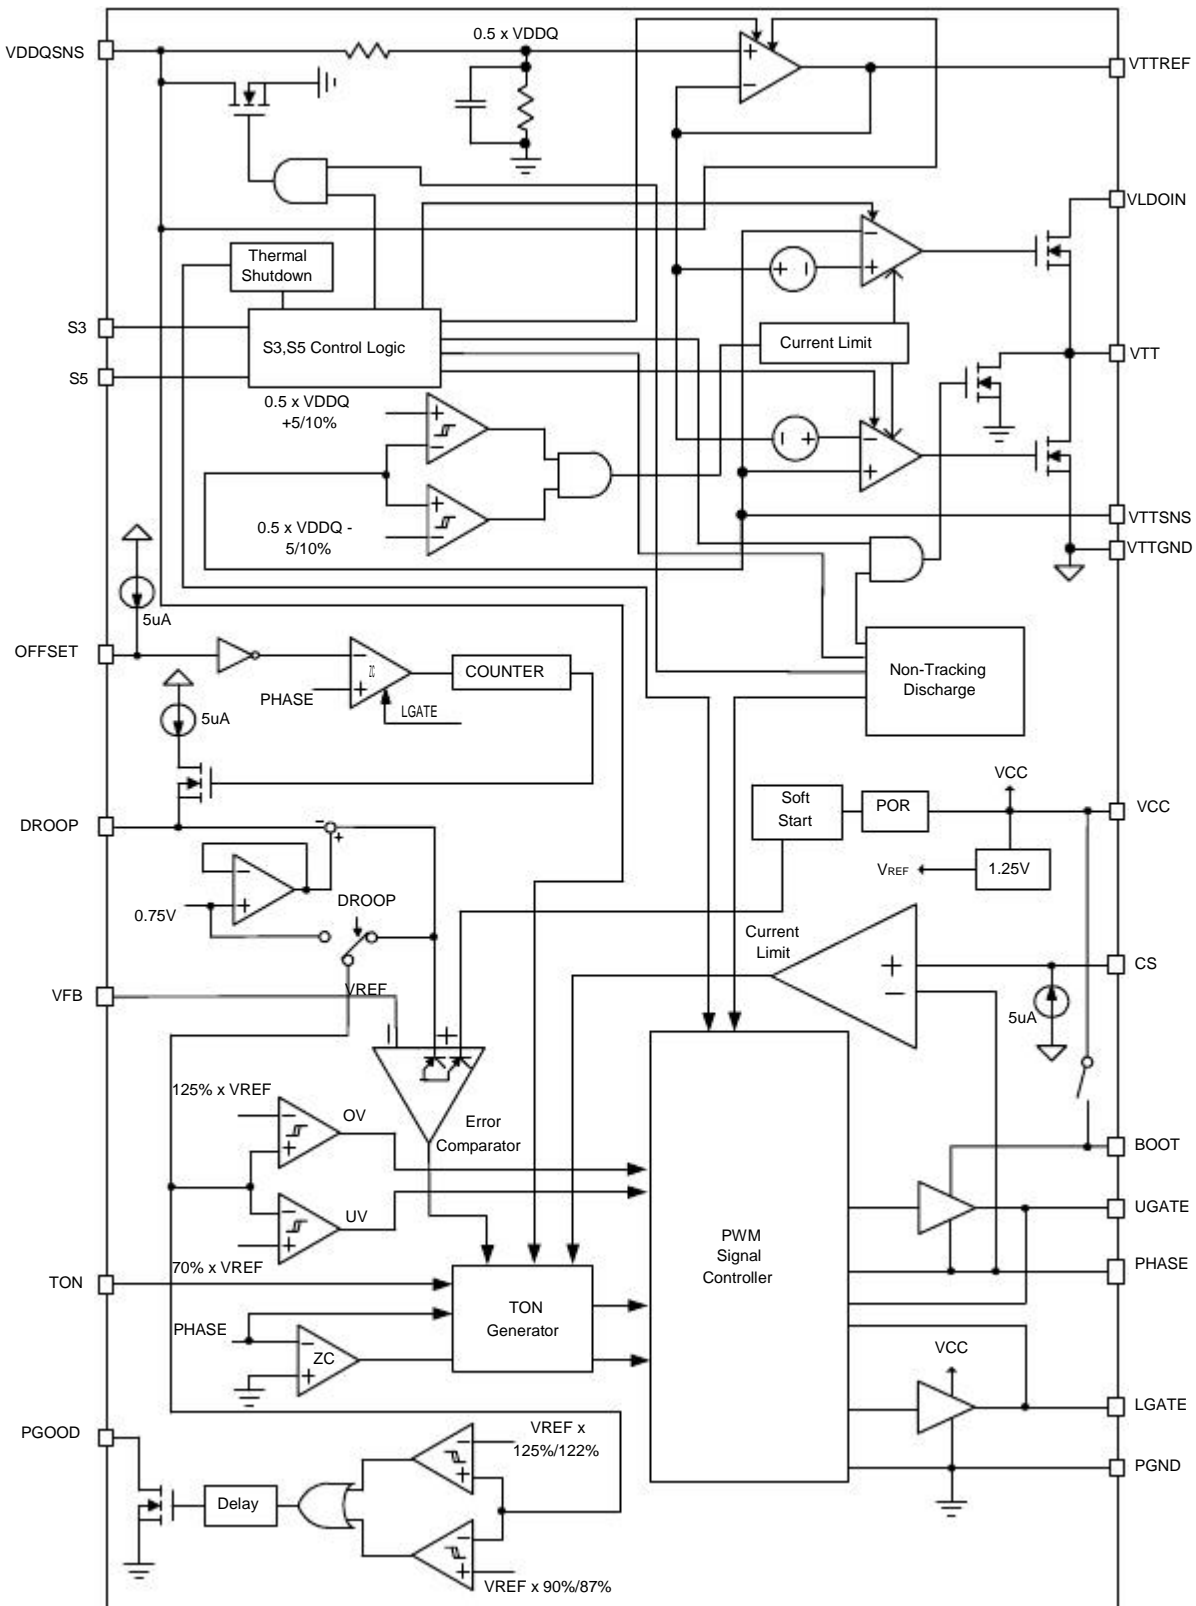 0.5 x VDDQ
VDDQSNS
VTTREF
+
−
VLDOIN
Thermal
Shutdown
−
+
+ −
S3
S3,S5 Control Logic
Current Limit
VTT
S5
0.5 x VDDQ
+5/10%
+
−
− +
−
+
+
−
0.5 x VDDQ -
5/10%
VTTSNS
VTTGND
5uA
OFFSET
−
ZC
+
PHASE
COUNTER
LGATE
Non-Tracking
Discharge
5uA
VCC
Soft
Start
POR
VCC
DROOP
-
+
VREF
1.25V
−
+
0.75V
DROOP
Current
Limit
+
−
CS
VREF
VFB
5uA
− +
125% x VREF
−
+
OV
Error
Comparator
BOOT
−
+
UV
UGATE
70% x VREF
PWM
Signal
Controller
PHASE
TON
TON
Generator
PHASE
−
ZC
+
VCC
LGATE
PGOOD
VREF x
125%/122%
−
+
PGND
Delay
−
+
VREF x 90%/87%